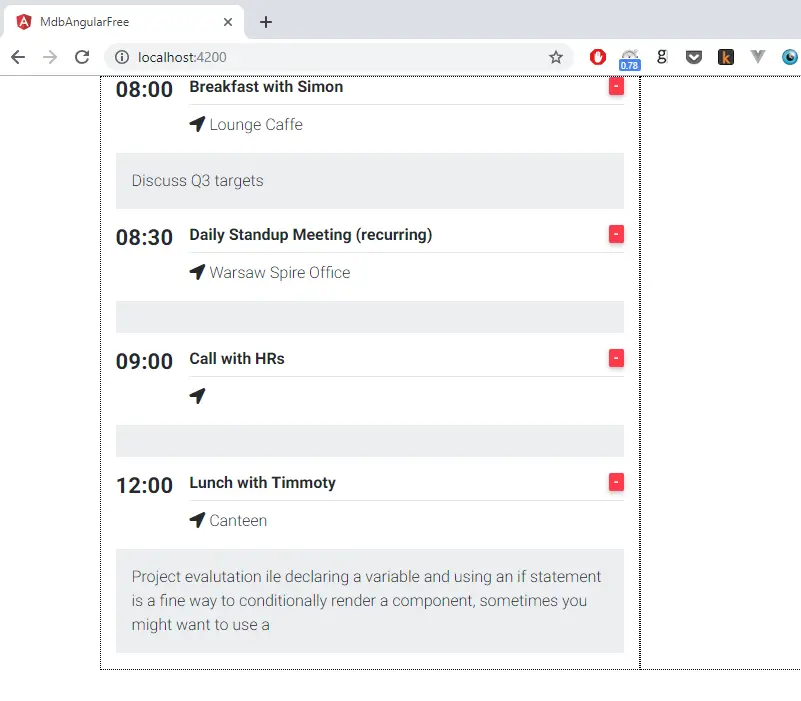 MdbAngularFree
localhost:4200
0.78
g
k
08:00 Breakfast with Simon -
Lounge Caffe
Discuss Q3 targets
08:30 Daily Standup Meeting (recurring) -
Warsaw Spire Office
09:00 Call with HRs -
12:00 Lunch with Timmoty -
Canteen
Project evalutation ile declaring a variable and using an if statement
is a fine way to conditionally render a component, sometimes you
might want to use a